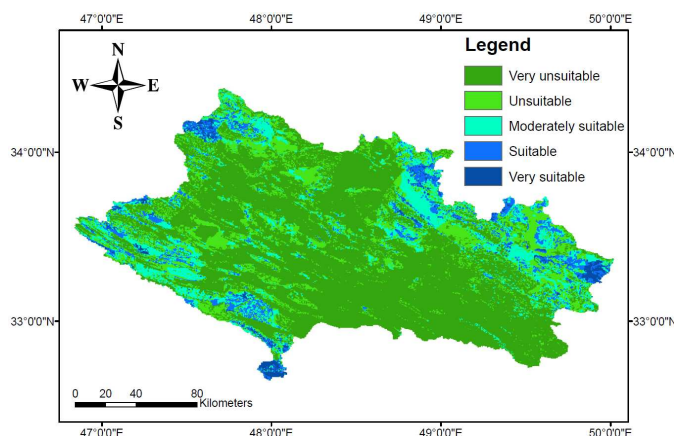 47°0'0"E 48°0'0"E 49°0'0"E 50°0'0"E
N
W E
S
Legend
Very unsuitable
Unsuitable
Moderately suitable
Suitable
Very suitable
34°0'0"N 34°0'0"N
33°0'0"N 33°0'0"N
0 20 40 80
Kilometers
47°0'0"E 48°0'0"E 49°0'0"E 50°0'0"E